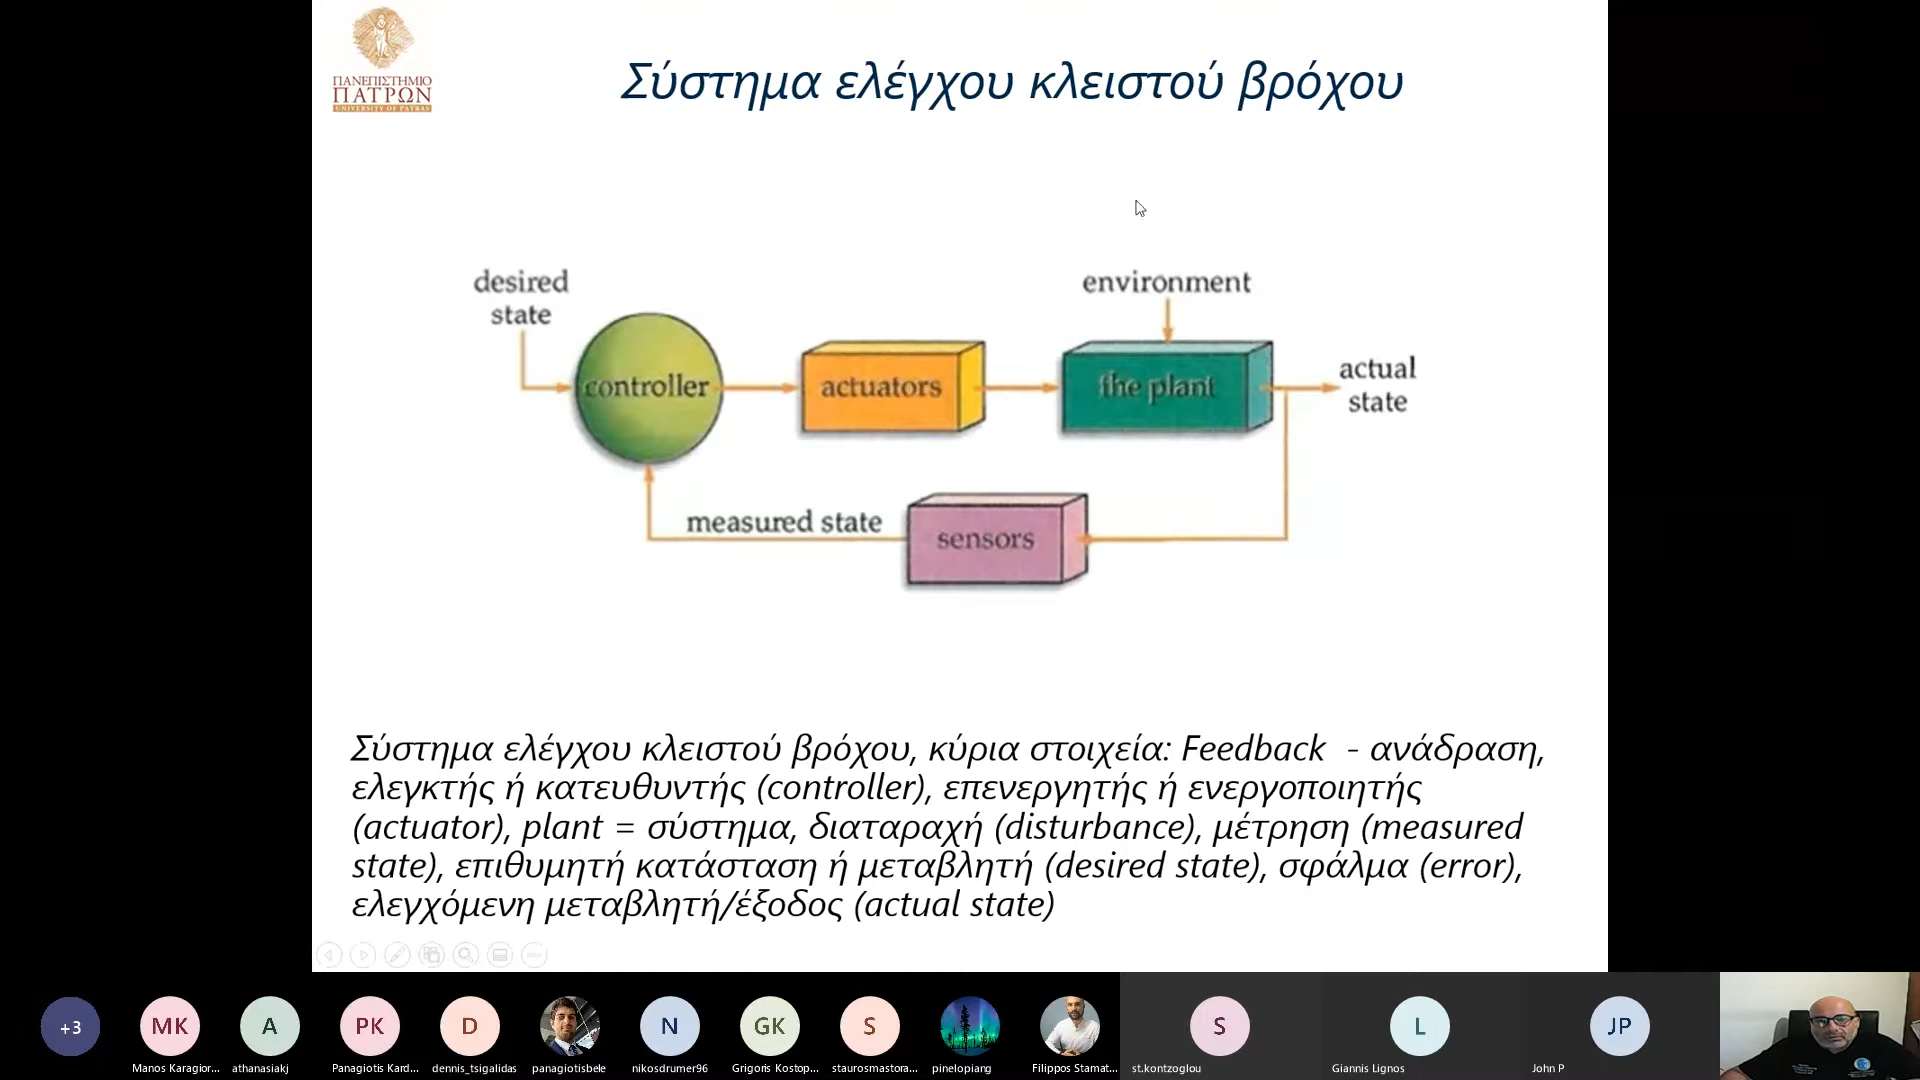 ΠΑΝΕΠΙΣΤΗΜΙΟ
ΠΑΤΡΩΝ
UNIVERSITY OF PATRAS
Σύστημα ελέγχου κλειστού βρόχου
desired
state
environment
controller
actuators
the plant
actual
state
measured state
sensors
Σύστημα ελέγχου κλειστού βρόχου, κύρια στοιχεία: Feedback - ανάδραση,
ελεγκτής ή κατευθυντής (controller), επενεργητής ή ενεργοποιητής
(actuator), plant = σύστημα, διαταραχή (disturbance), μέτρηση (measured
state), επιθυμητή κατάσταση ή μεταβλητή (desired state), σφάλμα (error),
ελεγχόμενη μεταβλητή/έξοδος (actual state)
+3
MK
A
PK
D
N
GK
S
S
L
JP
Manos Karagior...
athanasiakj
Panagiotis Kard...
dennis_tsigalidas
panagiotisbele
nikosdrumer96
Grigoris Kostop...
staurosmastora...
pinelopiang
Filippos Stamat...
st.kontzoglou
Giannis Lignos
John P